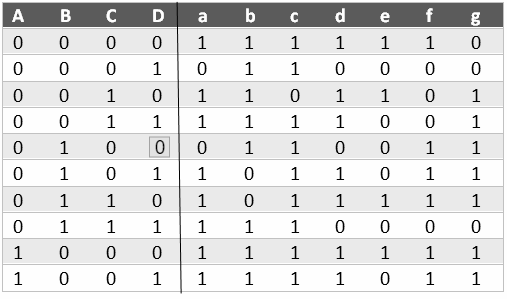 A B C D a b c d e f g
0 0 0 0 1 1 1 1 1 1 0
0 0 0 1 0 1 1 0 0 0 0
0 0 1 0 1 1 0 1 1 0 1
0 0 1 1 1 1 1 1 0 0 1
0 1 0 0 0 1 1 0 0 1 1
0 1 0 1 1 0 1 1 0 1 1
0 1 1 0 1 0 1 1 1 1 1
0 1 1 1 1 1 1 0 0 0 0
1 0 0 0 1 1 1 1 1 1 1
1 0 0 1 1 1 1 1 0 1 1